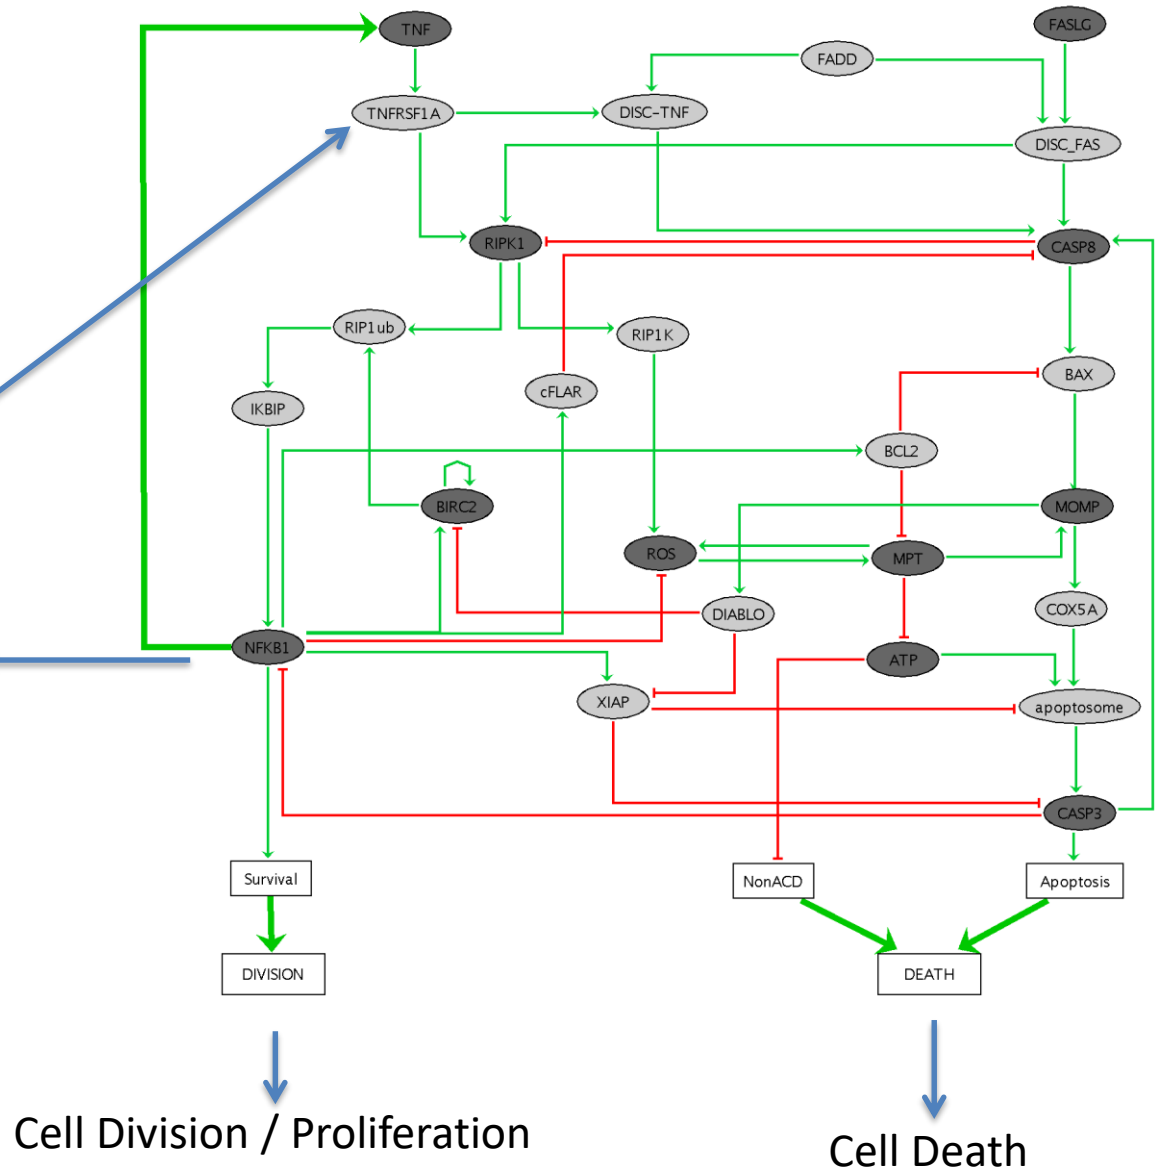 TNF
FASLG
FADD
TNFRSF1A
DISC-TNF
DISC_FAS
RIPK1
CASP8
RIP1ub
RIP1K
BAX
cFLAR
IKBIP
BCL2
BIRC2
MOMP
ROS
MPT
DIABLO
COX5A
NFKB1
ATP
XIAP
apoptosome
CASP3
Survival
NonACD
Apoptosis
DIVISION
DEATH
Cell Division / Proliferation
Cell Death